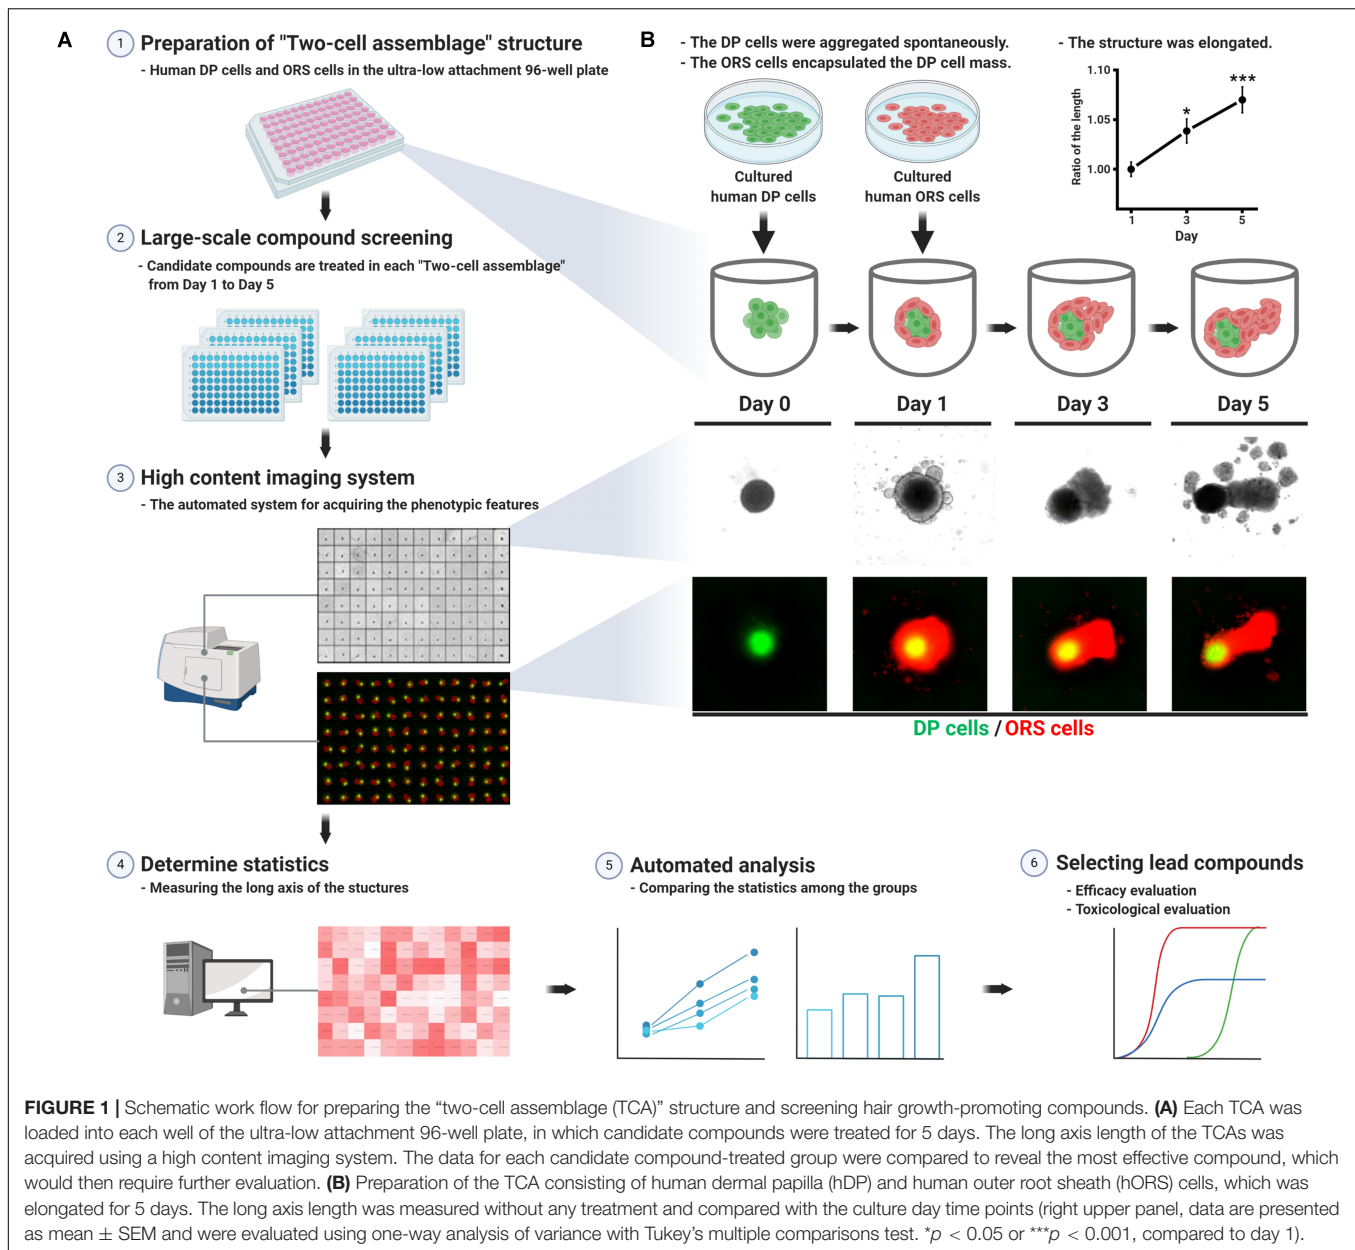 A
1 Preparation of "Two-cell assemblage" structure
- Human DP cells and ORS cells in the ultra-low attachment 96-well plate
2 Large-scale compound screening
- Candidate compounds are treated in each "Two-cell assemblage"
from Day 1 to Day 5
3 High content imaging system
- The automated system for acquiring the phenotypic features
B
- The DP cells were aggregated spontaneously.
- The ORS cells encapsulated the DP cell mass.
- The structure was elongated.
Cultured
human DP cells
Cultured
human ORS cells
Ratio of the length
1.10
1.05
1.00
*
***
1 3 5
Day
Day 0 Day 1 Day 3 Day 5
DP cells / ORS cells
4 Determine statistics
- Measuring the long axis of the stuctures
5 Automated analysis
- Comparing the statistics among the groups
6 Selecting lead compounds
- Efficacy evaluation
- Toxicological evaluation
FIGURE 1 | Schematic work flow for preparing the “two-cell assemblage (TCA)” structure and screening hair growth-promoting compounds. (A) Each TCA was
loaded into each well of the ultra-low attachment 96-well plate, in which candidate compounds were treated for 5 days. The long axis length of the TCAs was
acquired using a high content imaging system. The data for each candidate compound-treated group were compared to reveal the most effective compound, which
would then require further evaluation. (B) Preparation of the TCA consisting of human dermal papilla (hDP) and human outer root sheath (hORS) cells, which was
elongated for 5 days. The long axis length was measured without any treatment and compared with the culture day time points (right upper panel, data are presented
as mean ± SEM and were evaluated using one-way analysis of variance with Tukey’s multiple comparisons test. *p < 0.05 or ***p < 0.001, compared to day 1).